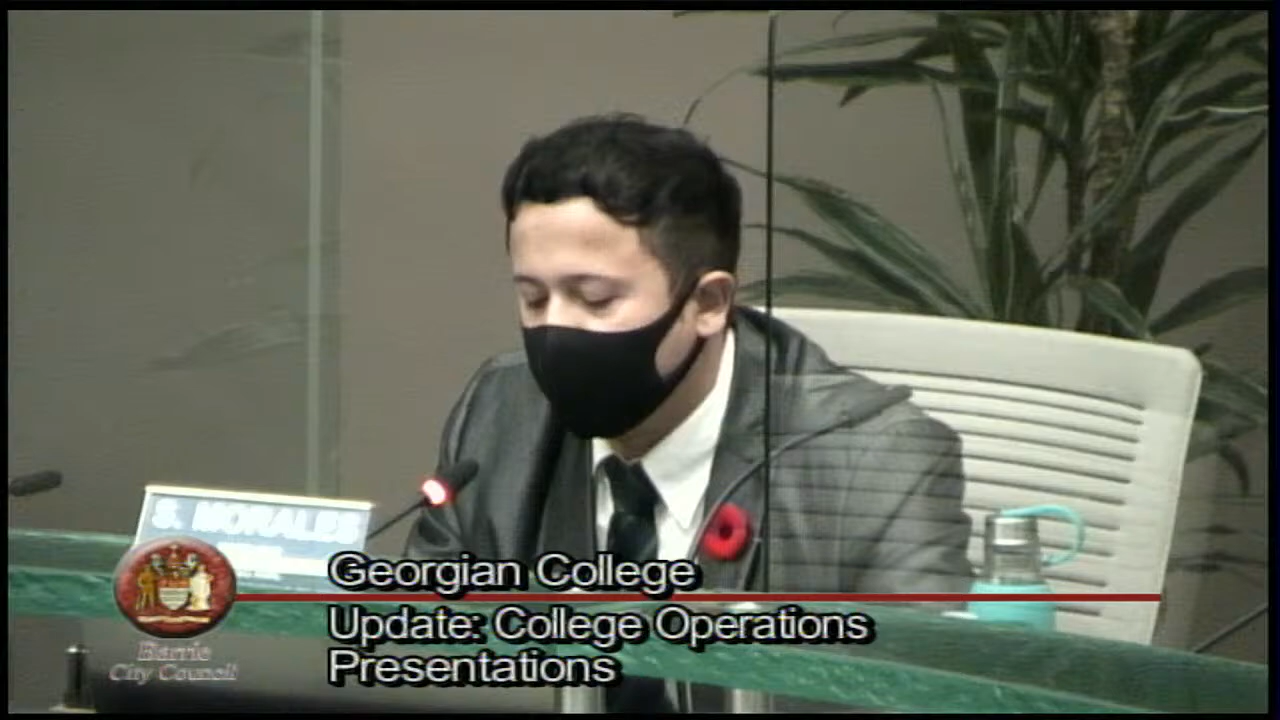 S. MORALES
Georgian College
Update: College Operations
Presentations
Barrie
City Council